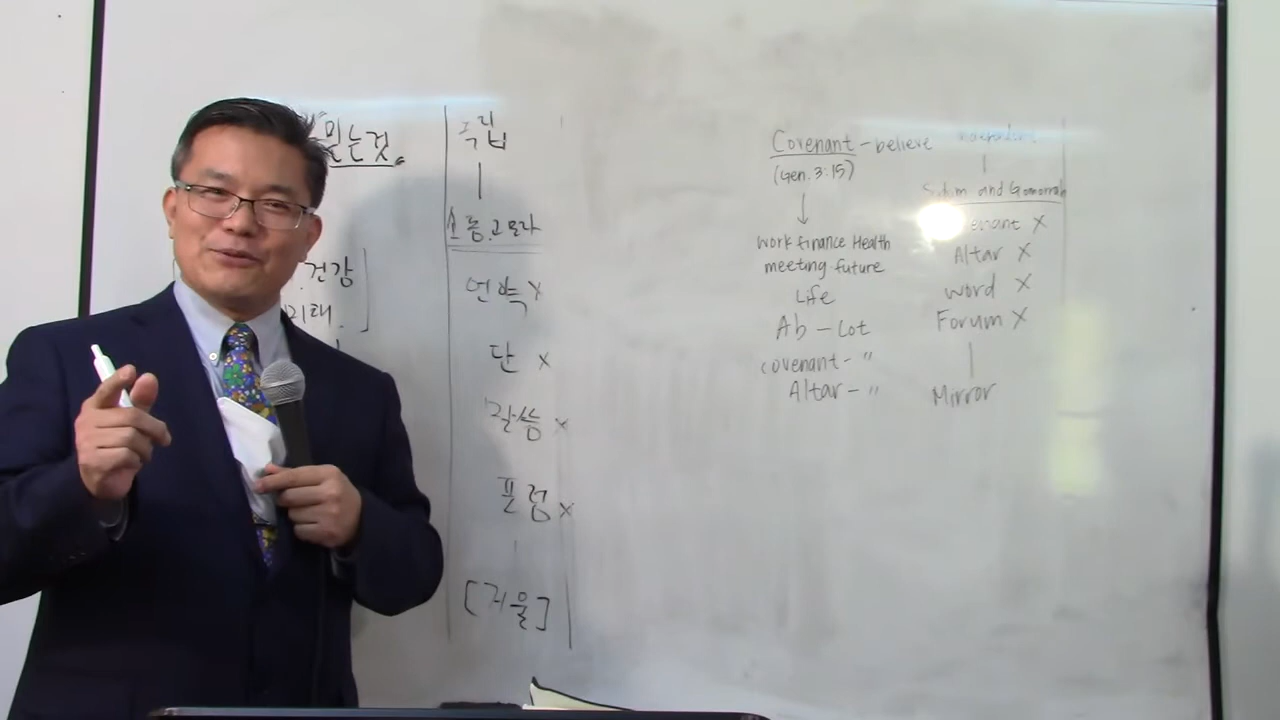 믿는것.
건강
미래.
독립
소돔.고모라
언약 X
단 X
말씀 X
포럼 X
[거울]
Covenant - believe
(Gen. 3:15)
work finance Health
meeting future
Life
Ab - Lot
covenant - "
Altar - "
and Gomorrah
X
Altar X
word X
Forum X
Mirror